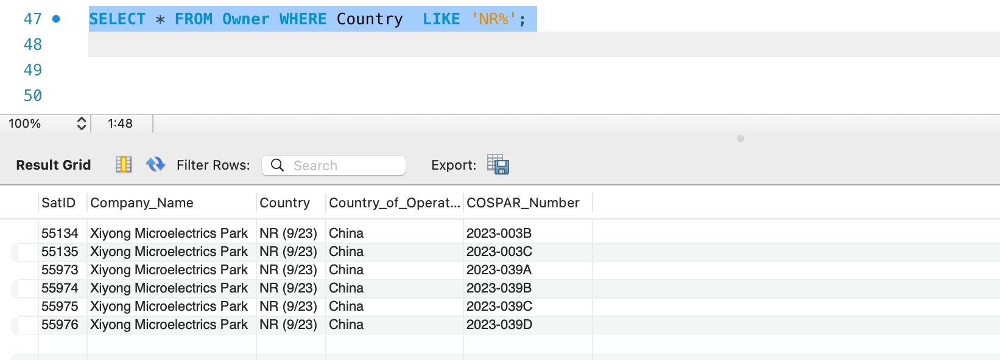 47 SELECT * FROM Owner WHERE Country  LIKE 'NR%';
48
49
50
100% 1:48
Result Grid Filter Rows: Search Export:
SatID Company_Name Country Country_of_Operat... COSPAR_Number
55134 Xiyong Microelectrics Park NR (9/23) China 2023-003B
55135 Xiyong Microelectrics Park NR (9/23) China 2023-003C
55973 Xiyong Microelectrics Park NR (9/23) China 2023-039A
55974 Xiyong Microelectrics Park NR (9/23) China 2023-039B
55975 Xiyong Microelectrics Park NR (9/23) China 2023-039C
55976 Xiyong Microelectrics Park NR (9/23) China 2023-039D